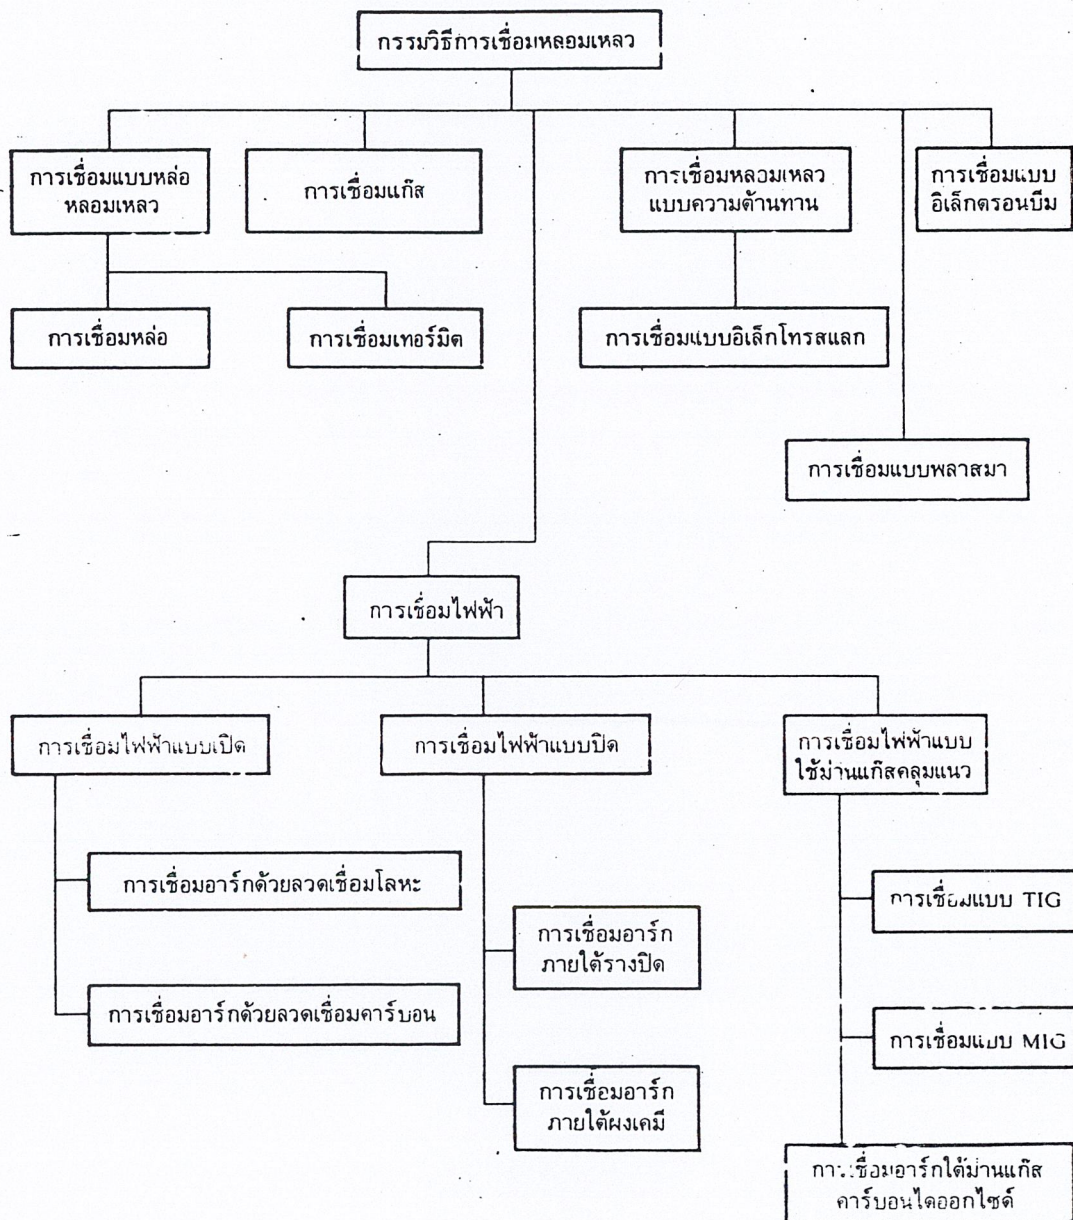 กรรมวิธีการเชื่อมหลอมเหลว
การเชื่อมแบบหล่อ
หลอมเหลว
การเชื่อมแก๊ส
การเชื่อมหลอมเหลว
แบบความต้านทาน
การเชื่อมแบบ
อิเล็กตรอนบีม
การเชื่อมหล่อ
การเชื่อมเทอร์มิต
การเชื่อมแบบอิเล็กโทรสแลก
การเชื่อมแบบพลาสมา
การเชื่อมไฟฟ้า
การเชื่อมไฟฟ้าแบบเปิด
การเชื่อมไฟฟ้าแบบปิด
การเชื่อมไฟฟ้าแบบ
ใช้ม่านแก๊สคลุมแนว
การเชื่อมอาร์กด้วยลวดเชื่อมโลหะ
การเชื่อมอาร์กด้วยลวดเชื่อมคาร์บอน
การเชื่อมอาร์ก
ภายใต้รางปิด
การเชื่อมอาร์ก
ภายใต้ผงเคมี
การเชื่อมแบบ TIG
การเชื่อมแบบ MIG
การเชื่อมอาร์กใต้ม่านแก๊ส
คาร์บอนไดออกไซด์